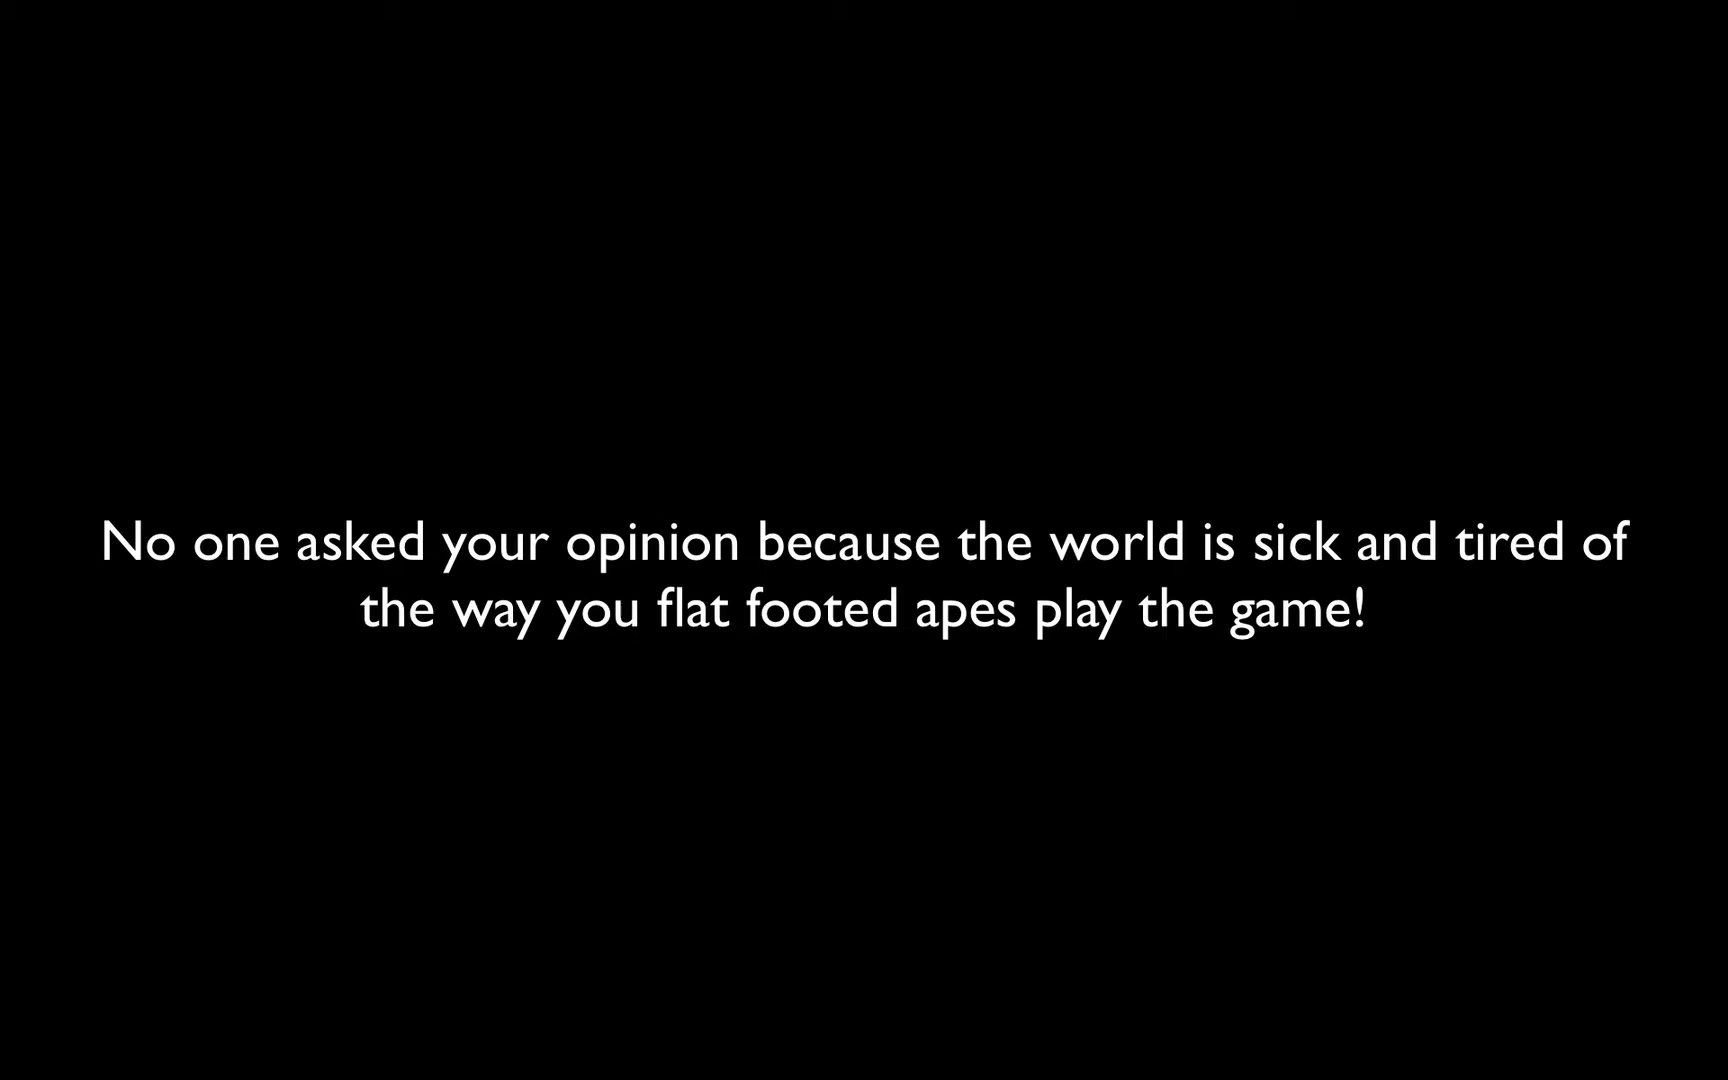 No one asked your opinion because the world is sick and tired of
the way you flat footed apes play the game!